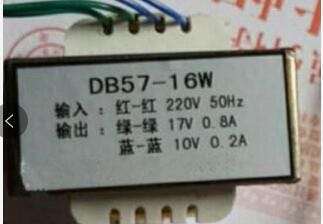 DB57-16W
输入：红-红 220V 50Hz
输出：绿-绿 17V 0.8A
蓝-蓝 10V 0.2A